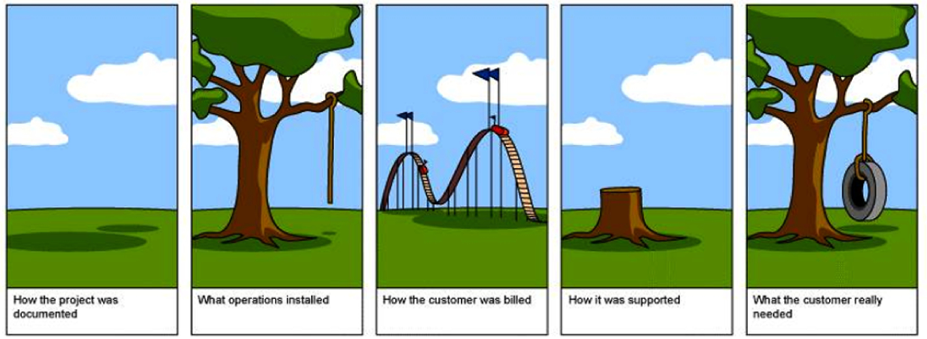 How the project was
documented
What operations installed
How the customer was billed
How it was supported
What the customer really
needed